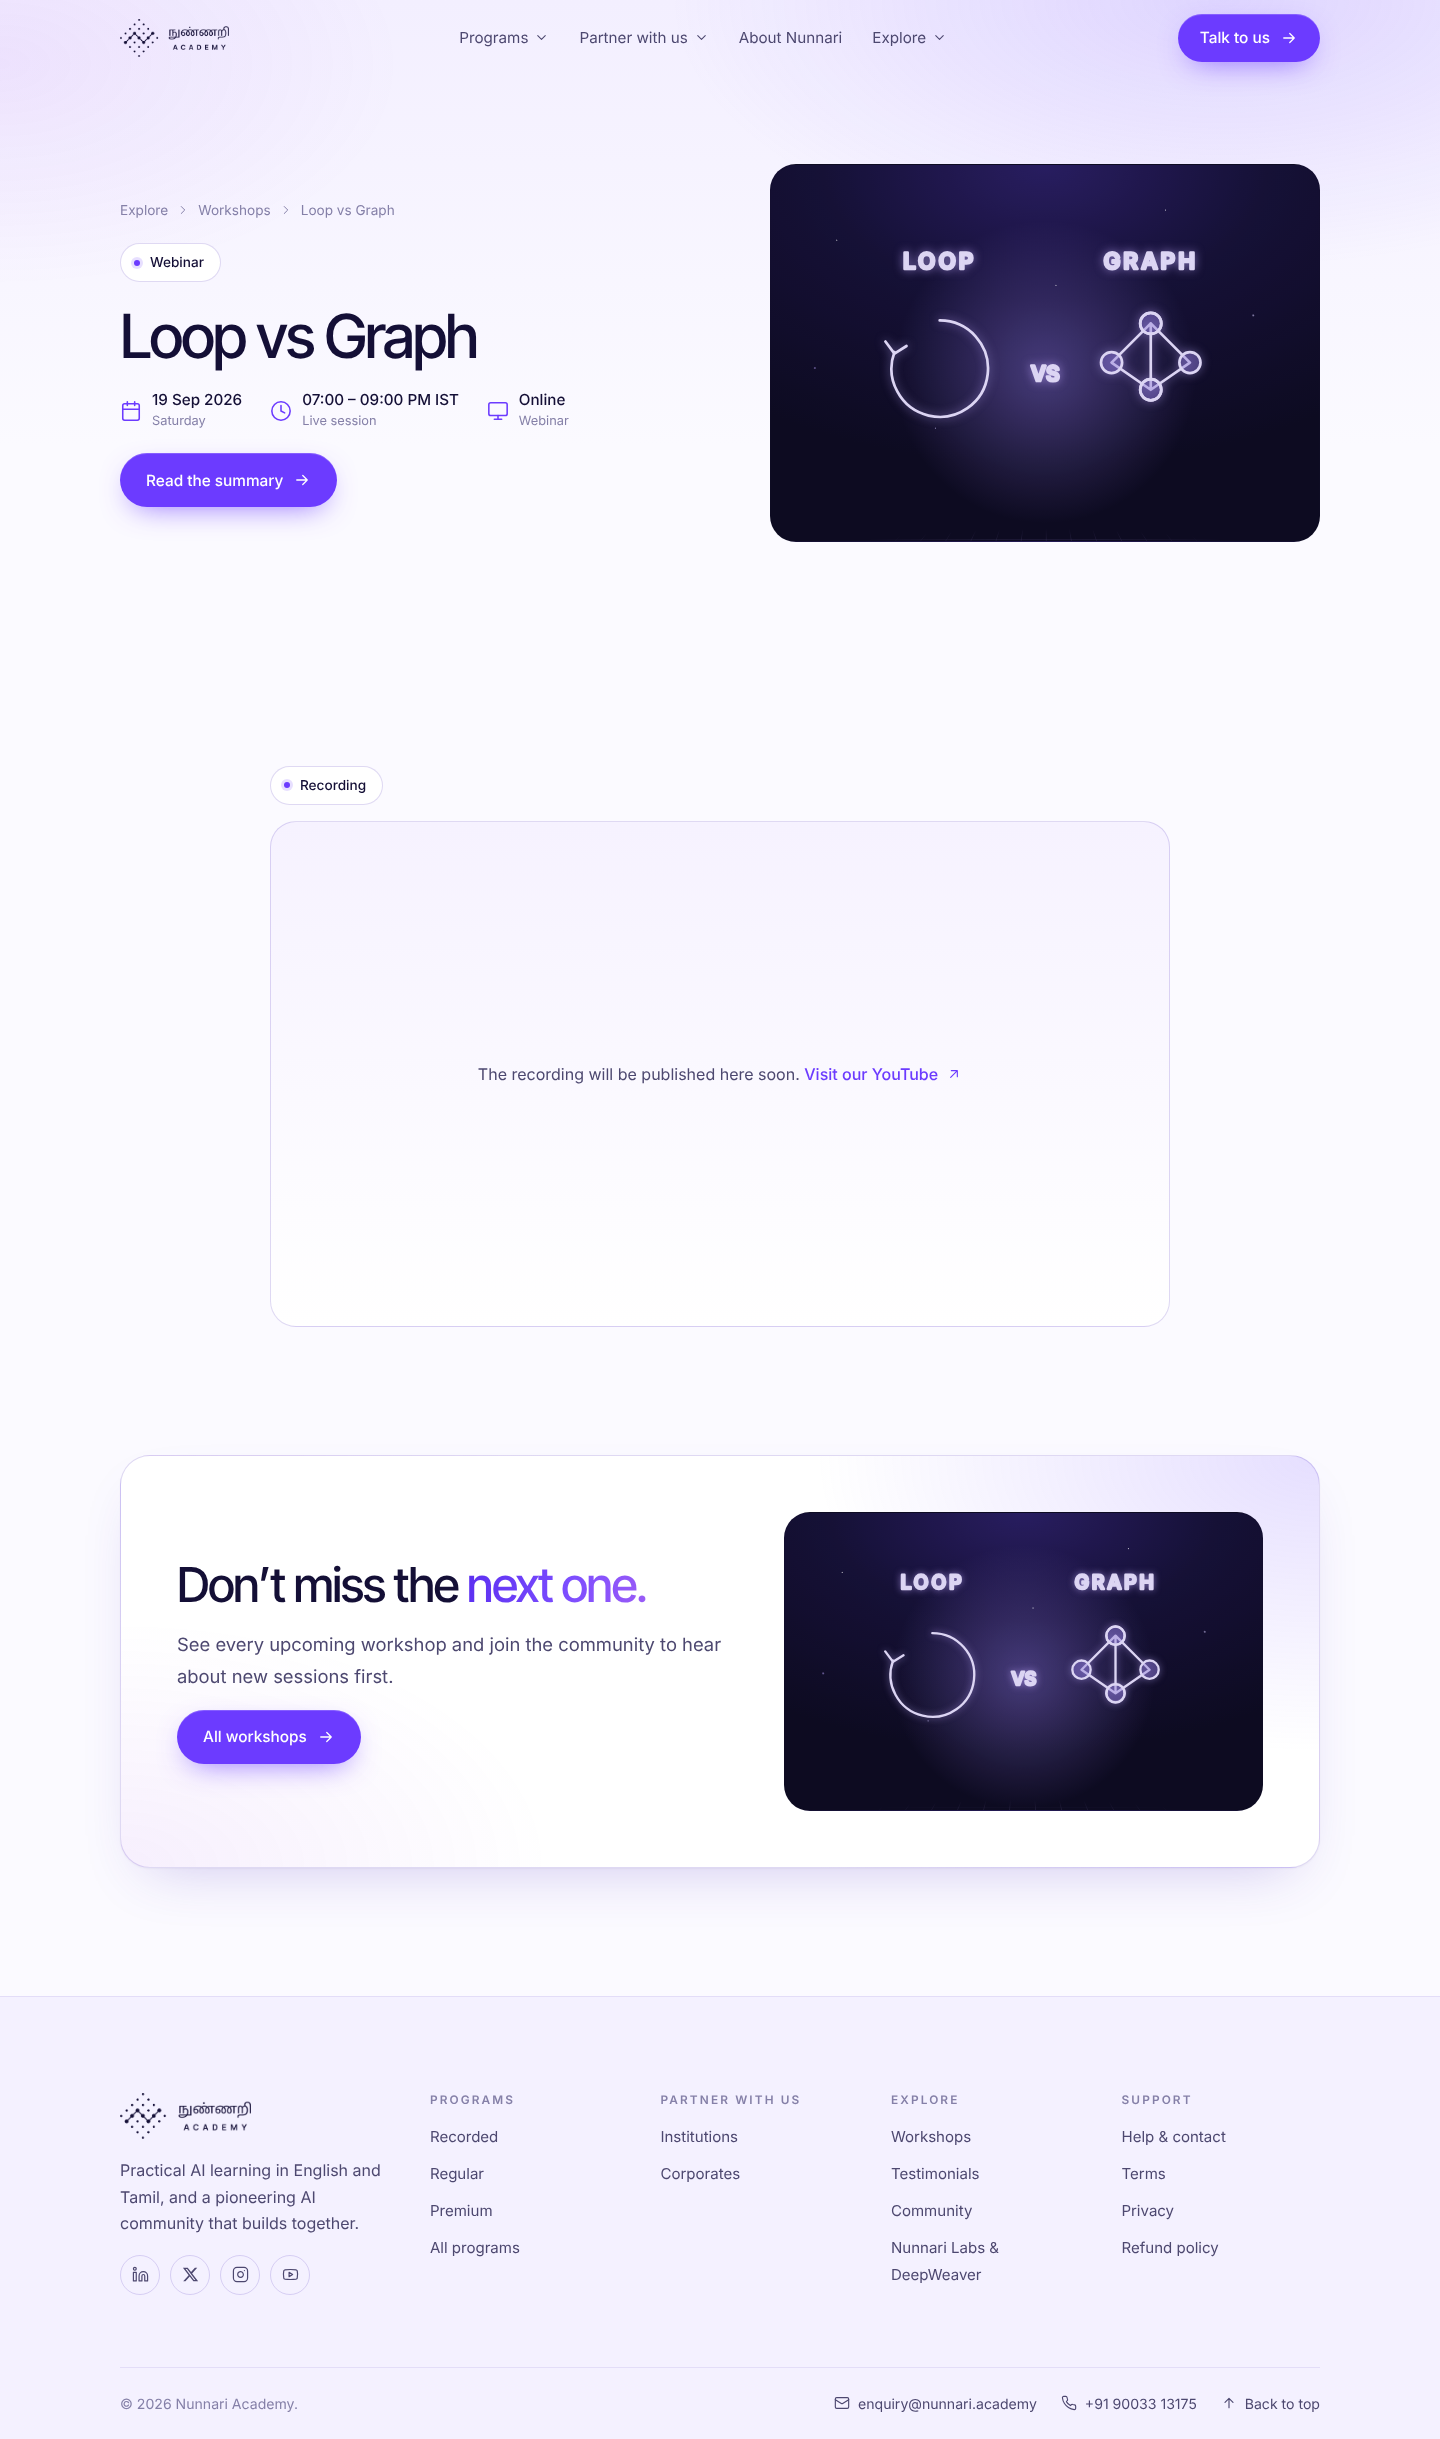 நுண்ணறி
ACADEMY
Programs
Partner with us
About Nunnari
Explore
Talk to us
Explore
Workshops
Loop vs Graph
Webinar
Loop vs Graph
19 Sep 2026
Saturday
07:00 – 09:00 PM IST
Live session
Online
Webinar
Read the summary
LOOP
GRAPH
VS
Recording
The recording will be published here soon. Visit our YouTube
Don’t miss the next one.
See every upcoming workshop and join the community to hear
about new sessions first.
All workshops
LOOP
GRAPH
VS
நுண்ணறி
ACADEMY
Practical AI learning in English and
Tamil, and a pioneering AI
community that builds together.
PROGRAMS
Recorded
Regular
Premium
All programs
PARTNER WITH US
Institutions
Corporates
EXPLORE
Workshops
Testimonials
Community
Nunnari Labs &
DeepWeaver
SUPPORT
Help & contact
Terms
Privacy
Refund policy
© 2026 Nunnari Academy.
enquiry@nunnari.academy
+91 90033 13175
Back to top